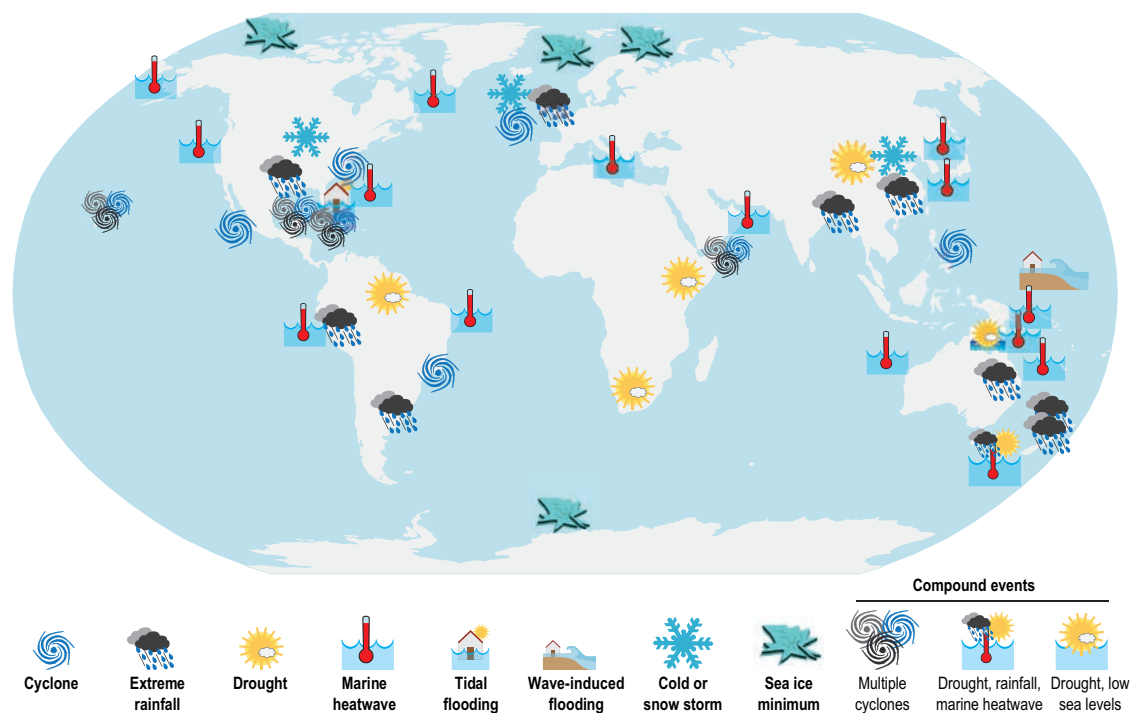 Compound events
Cyclone
Extreme
rainfall
Drought
Marine
heatwave
Tidal
flooding
Wave-induced
flooding
Cold or
snow storm
Sea ice
minimum
Multiple
cyclones
Drought, rainfall,
marine heatwave
Drought, low
sea levels